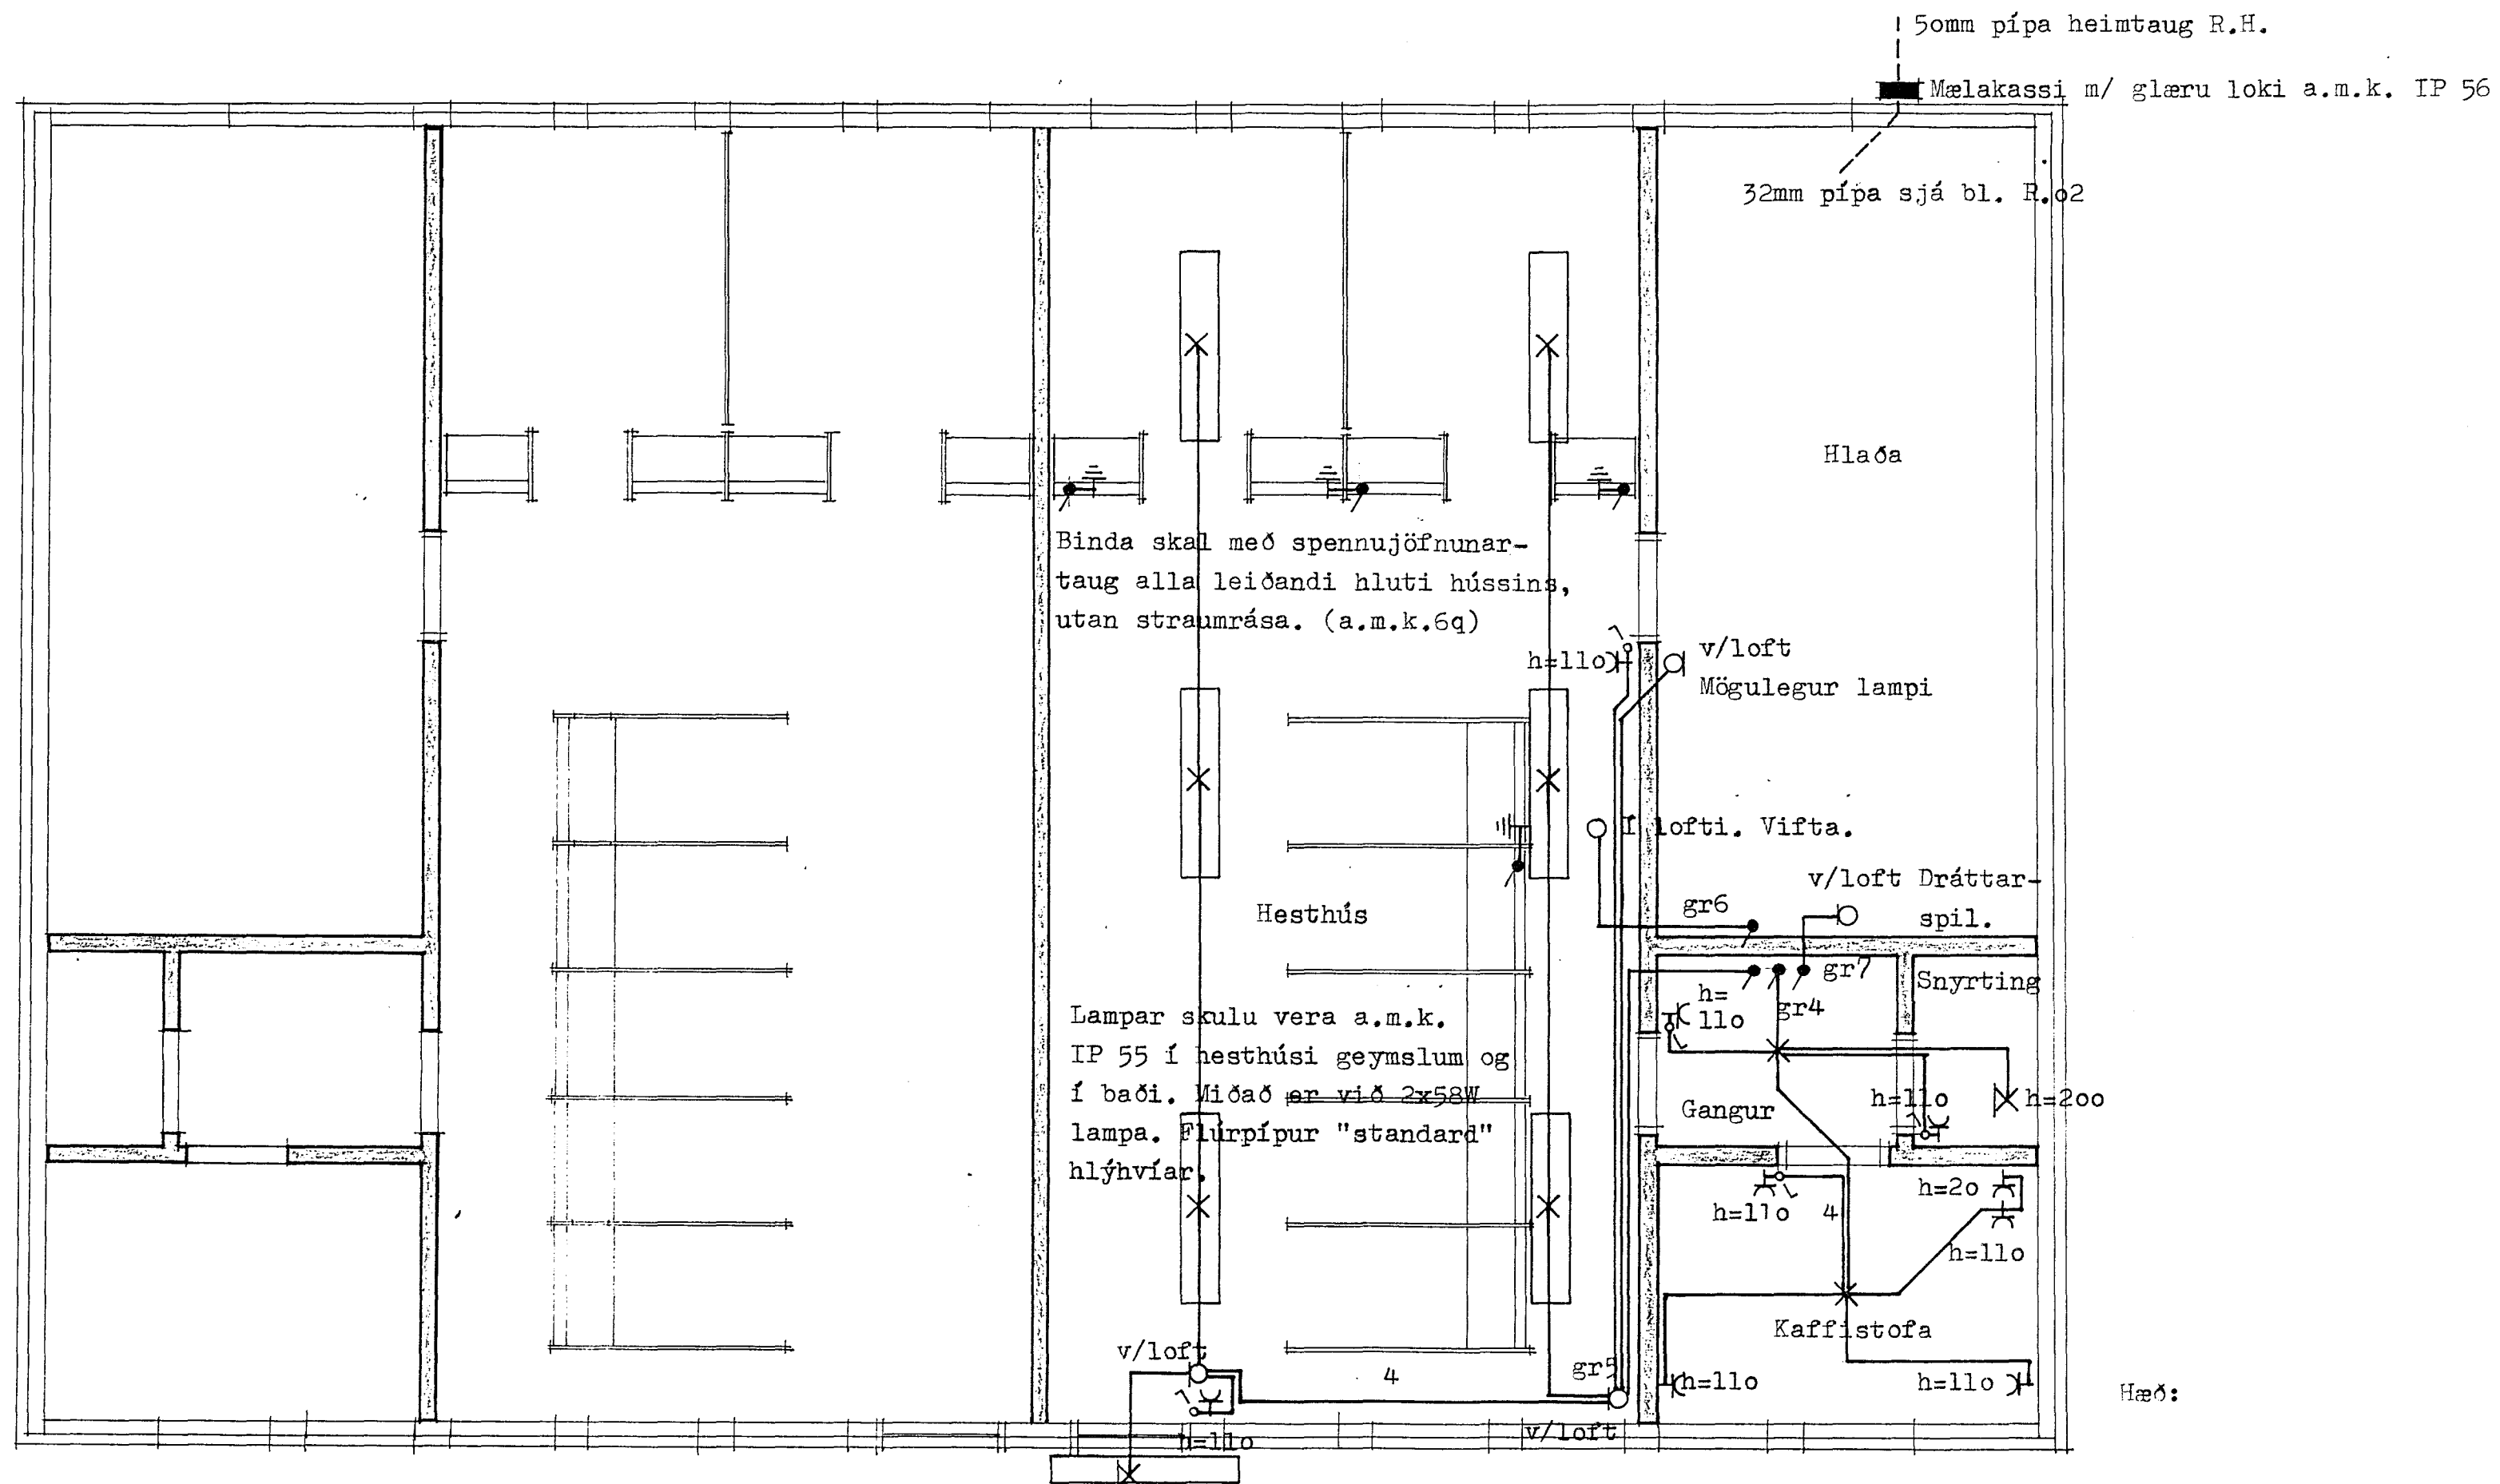 5omm pípa heimtaug R.H.
Mælakassi m/ glæru loki a.m.k. IP 56
32mm pípa sjá bl. R.o2
Hlaða
Binda skal með spennujöfnunar-
taug alla leiðandi hluti hússins,
utan straumrása. (a.m.k.6q)
h=11o
v/loft
Mögulegur lampi
Í lofti. Vifta.
v/loft Dráttar-
spil.
gr6
Hesthús
gr7
Snyrting
h=
11o
gr4
Lampar skulu vera a.m.k.
IP 55 í hesthúsi geymslum og
í baði. Miðað er við 2x58W
lampa. Flúrpípur "standard"
hlýhvíar.
Gangur
h=11o
h=2oo
h=2o
h=11o
4
h=11o
Kaffistofa
v/loft
4
gr5
h=11o
h=11o
Hæð:
h=11o
v/loft